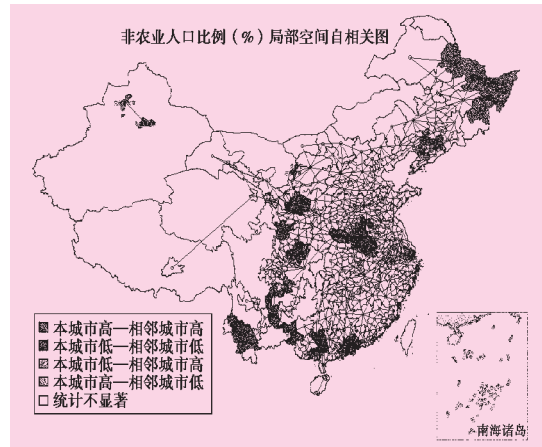 非农业人口比例（%）局部空间自相关图
本城市高—相邻城市高
本城市低—相邻城市低
本城市低—相邻城市高
本城市高—相邻城市低
统计不显著
南海诸岛